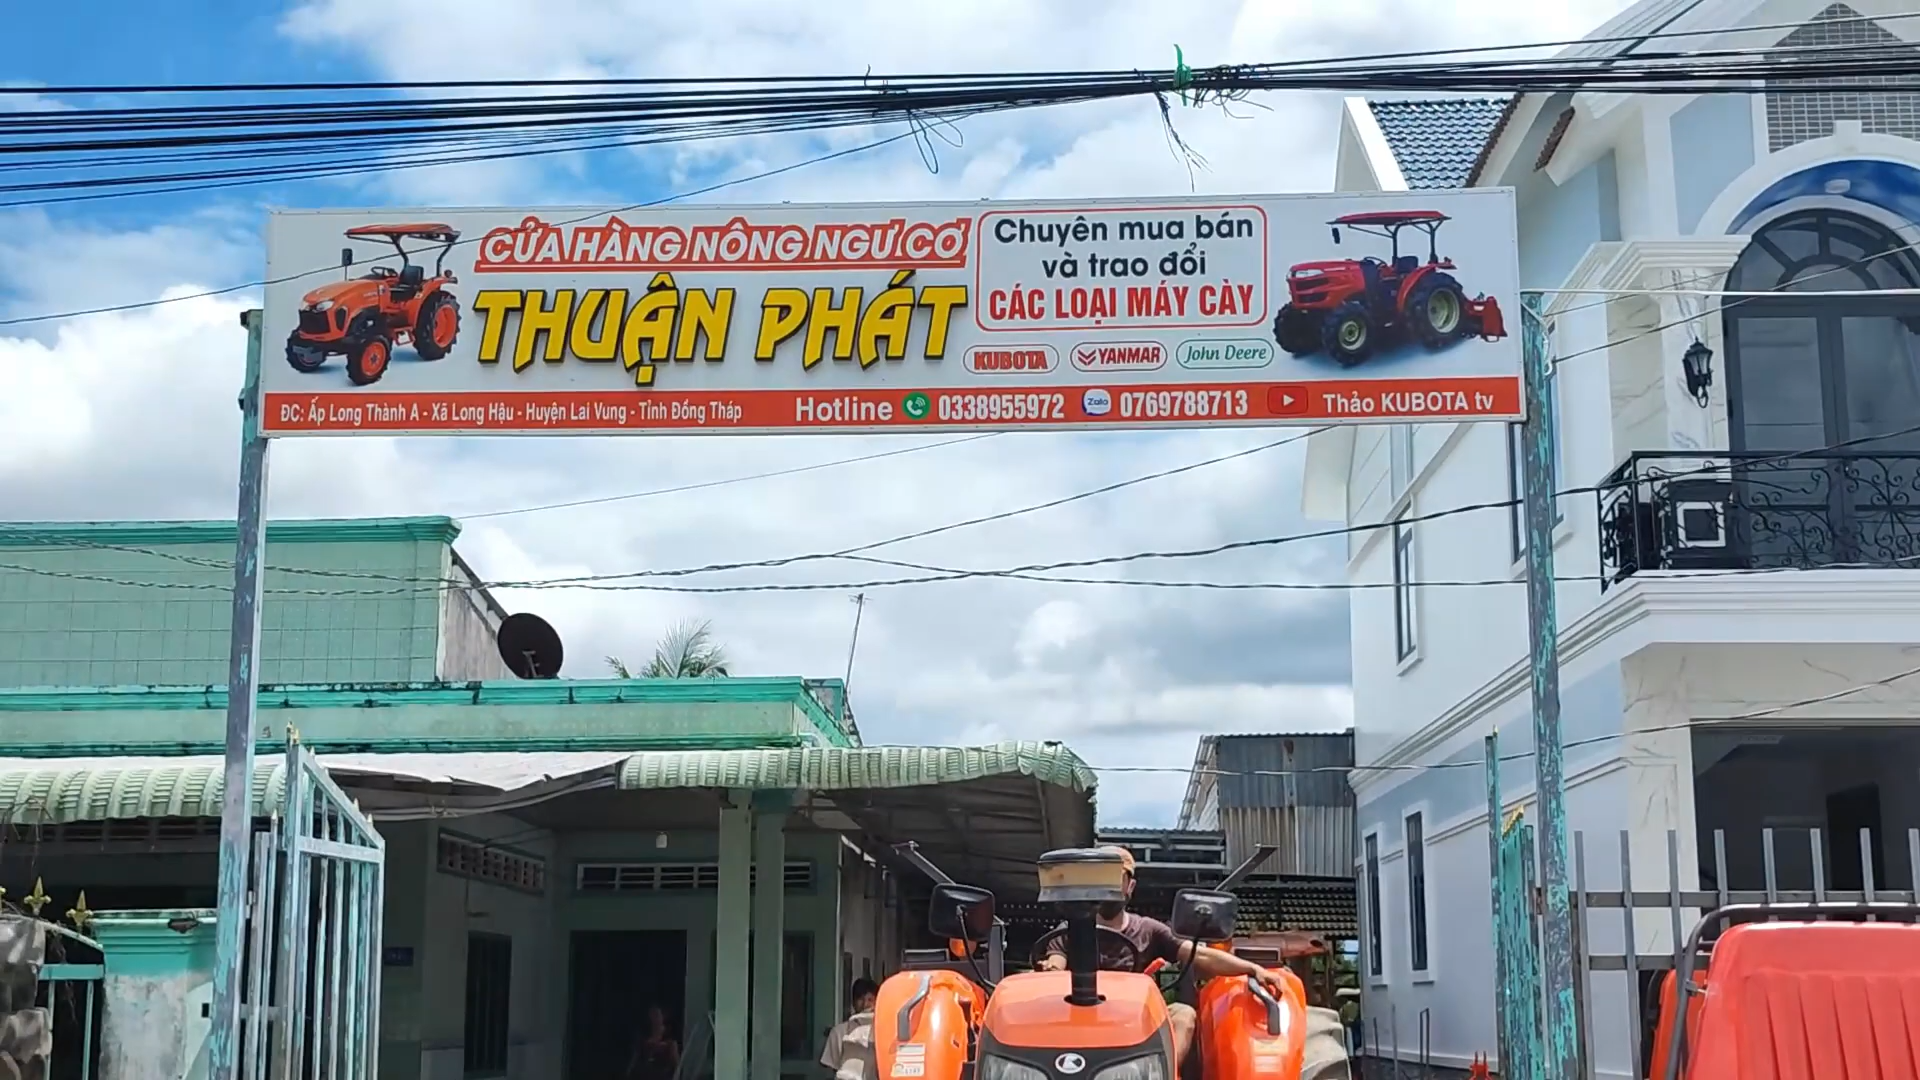 CỬA HÀNG NÔNG NGƯ CƠ
THUẬN PHÁT
Chuyên mua bán
và trao đổi
CÁC LOẠI MÁY CÀY
KUBOTA YANMAR John Deere
ĐC: Ấp Long Thành A - Xã Long Hậu - Huyện Lai Vung - Tỉnh Đồng Tháp Hotline 0338955972 Zalo 0769788713 Thảo KUBOTA tv